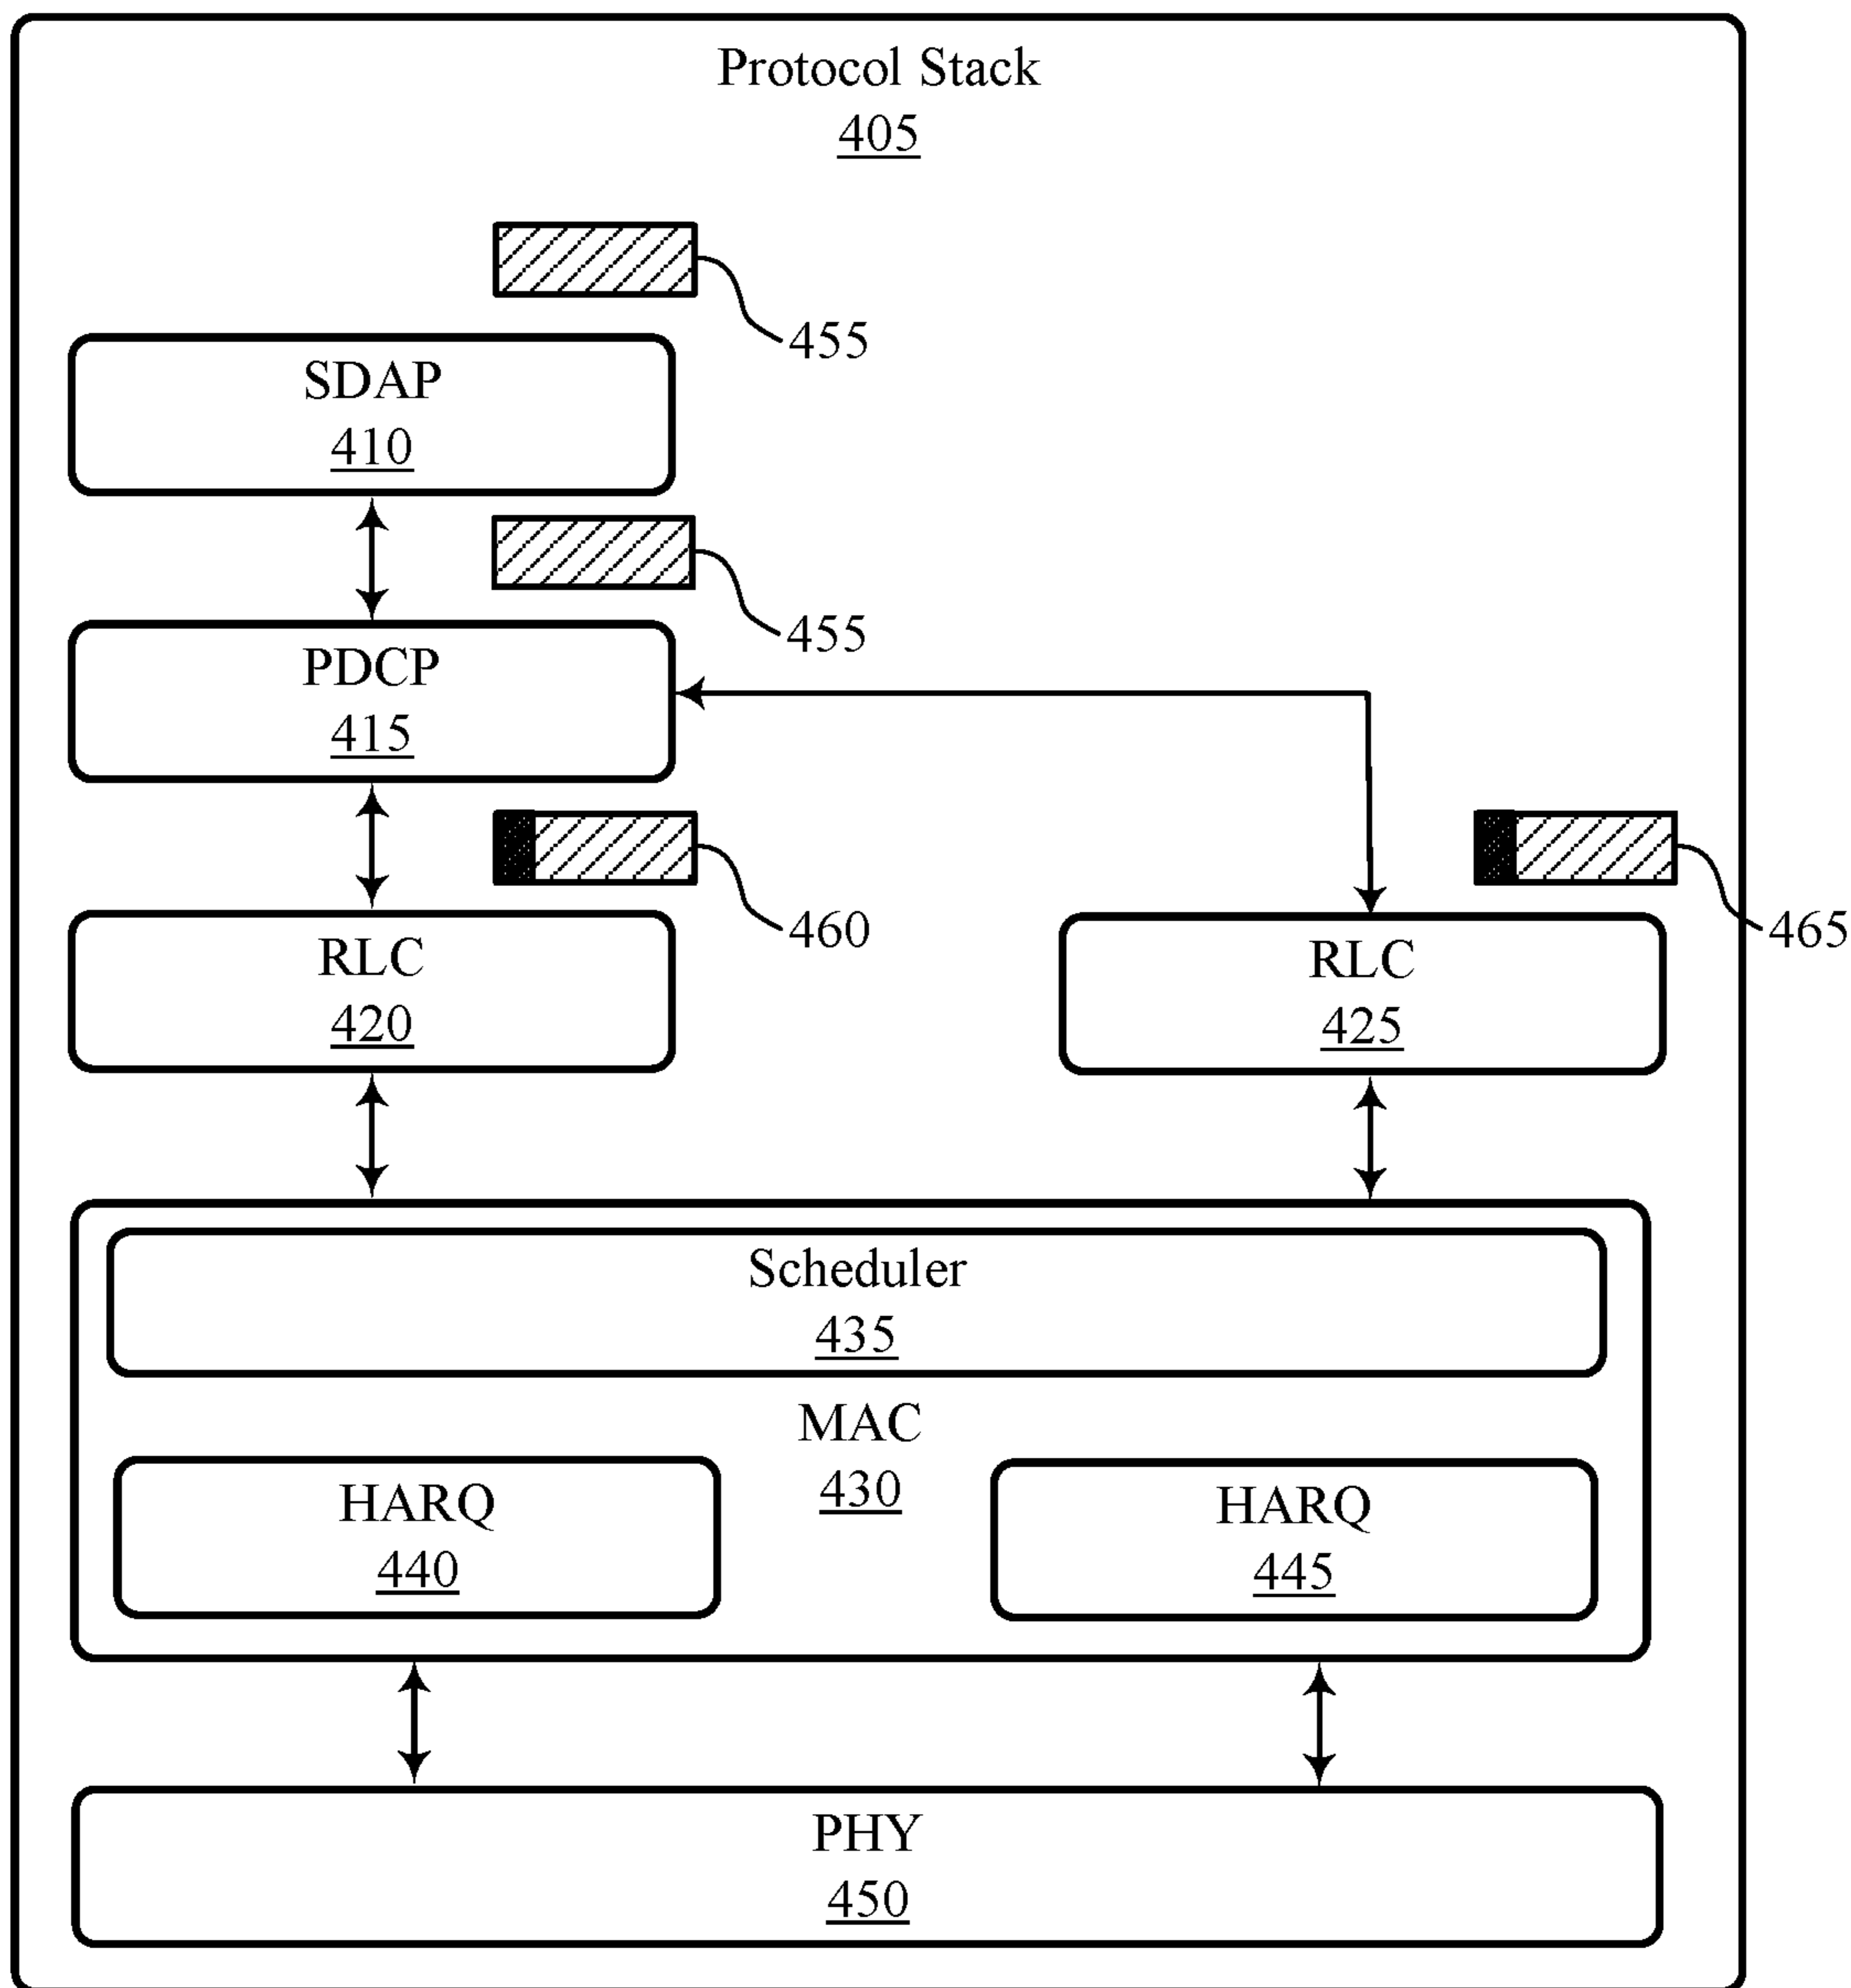 Protocol Stack
405
455
SDAP
410
455
PDCP
415
460
465
RLC
420
RLC
425
Scheduler
435
MAC
430
HARQ
440
HARQ
445
PHY
450